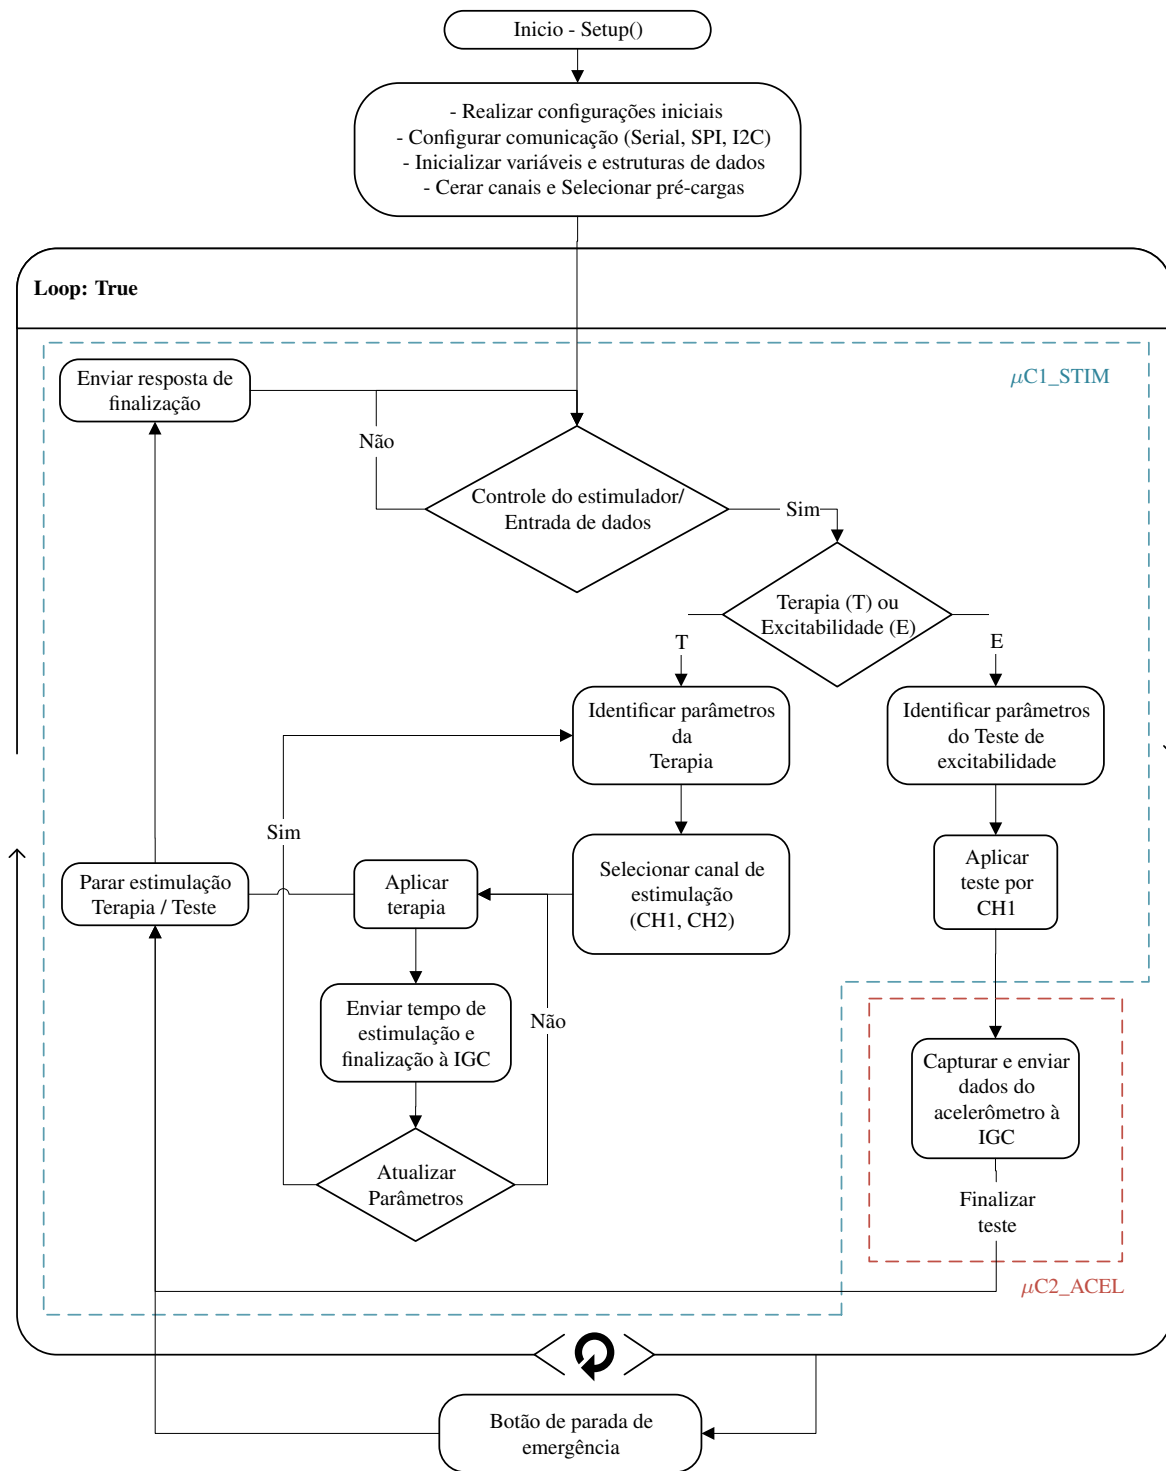 Inicio - Setup()
- Realizar configurações iniciais
- Configurar comunicação (Serial, SPI, I2C)
- Inicializar variáveis e estruturas de dados
- Cerar canais e Selecionar pré-cargas
Loop: True
μC1_STIM
Enviar resposta de
finalização
Não
Controle do estimulador/
Entrada de dados
Sim
Terapia (T) ou
Excitabilidade (E)
T
E
Identificar parâmetros
da
Terapia
Identificar parâmetros
do Teste de
excitabilidade
Sim
Parar estimulação
Terapia / Teste
Aplicar
terapia
Selecionar canal de
estimulação
(CH1, CH2)
Aplicar
teste por
CH1
Enviar tempo de
estimulação e
finalização à IGC
Não
Capturar e enviar
dados do
acelerômetro à
IGC
Atualizar
Parâmetros
Finalizar
teste
μC2_ACEL
Botão de parada de
emergência